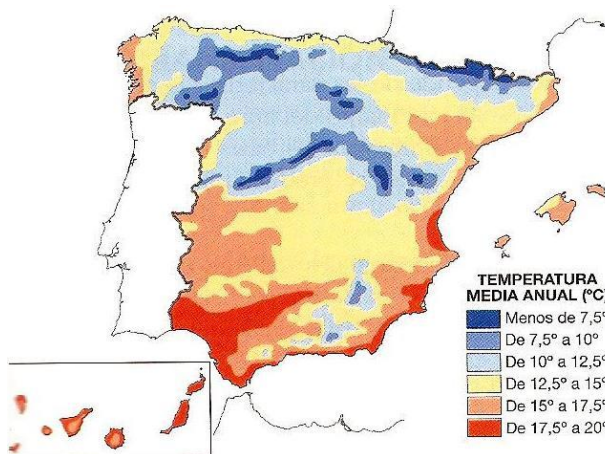 TEMPERATURA
MEDIA ANUAL (ºC)
Menos de 7,5º
De 7,5º a 10º
De 10º a 12,5º
De 12,5º a 15º
De 15º a 17,5º
De 17,5º a 20º